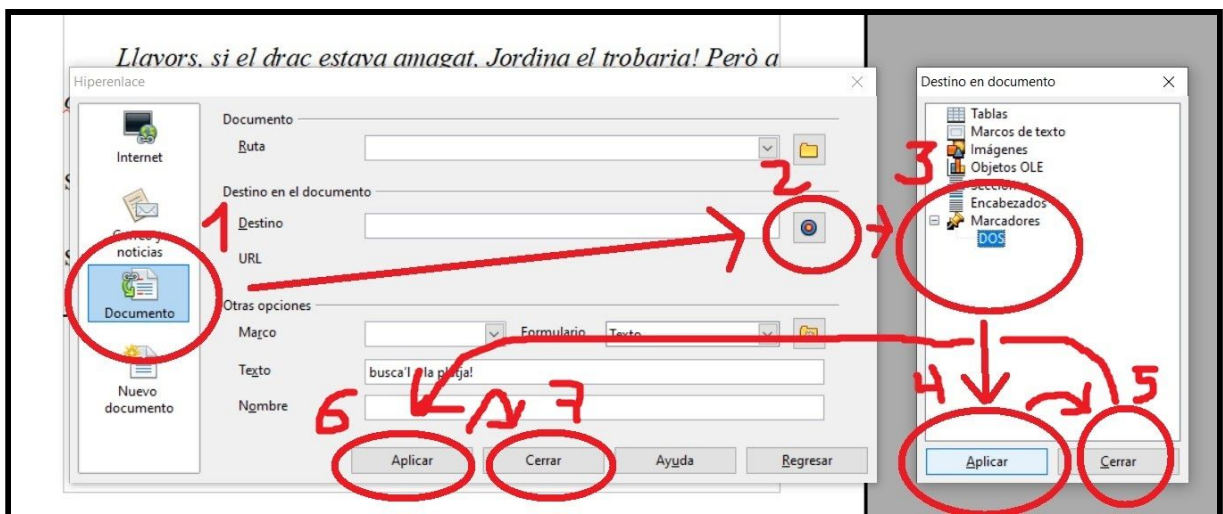 Llavors, si el drac estava amagat, Jordina el trobaria! Però a
Hiperenlace
Internet
Correo y
noticias
Documento
Nuevo
documento
Documento
Ruta
Destino en el documento
Destino
URL
Otras opciones
Marco
Formulario
Texto
Texto
busca'l a la platja!
Nombre
Aplicar
Cerrar
Ayuda
Regresar
Destino en documento
Tablas
Marcos de texto
Imágenes
Objetos OLE
Secciones
Encabezados
Marcadores
DOS
Aplicar
Cerrar
1
2
3
4
5
6
7